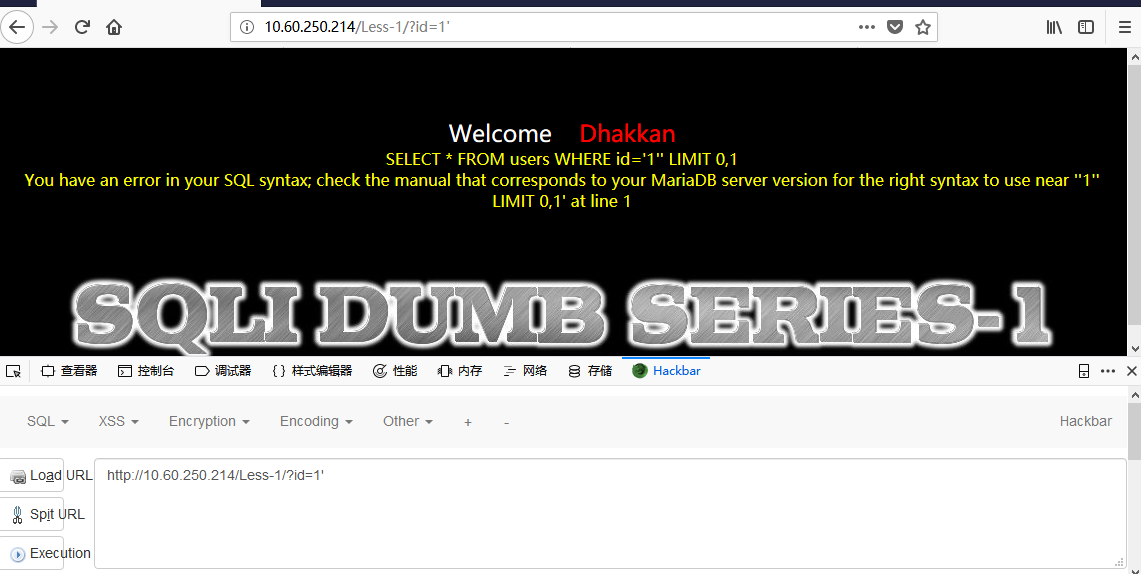 10.60.250.214/Less-1/?id=1'
Welcome Dhakkan
SELECT * FROM users WHERE id='1'' LIMIT 0,1
You have an error in your SQL syntax; check the manual that corresponds to your MariaDB server version for the right syntax to use near ''1''
LIMIT 0,1' at line 1
SQLI DUMB SERIES-1
查看器 控制台 调试器 {} 样式编辑器 性能 内存 网络 存储 Hackbar
SQL XSS Encryption Encoding Other + - Hackbar
Load URL http://10.60.250.214/Less-1/?id=1'
Spit URL
Execution